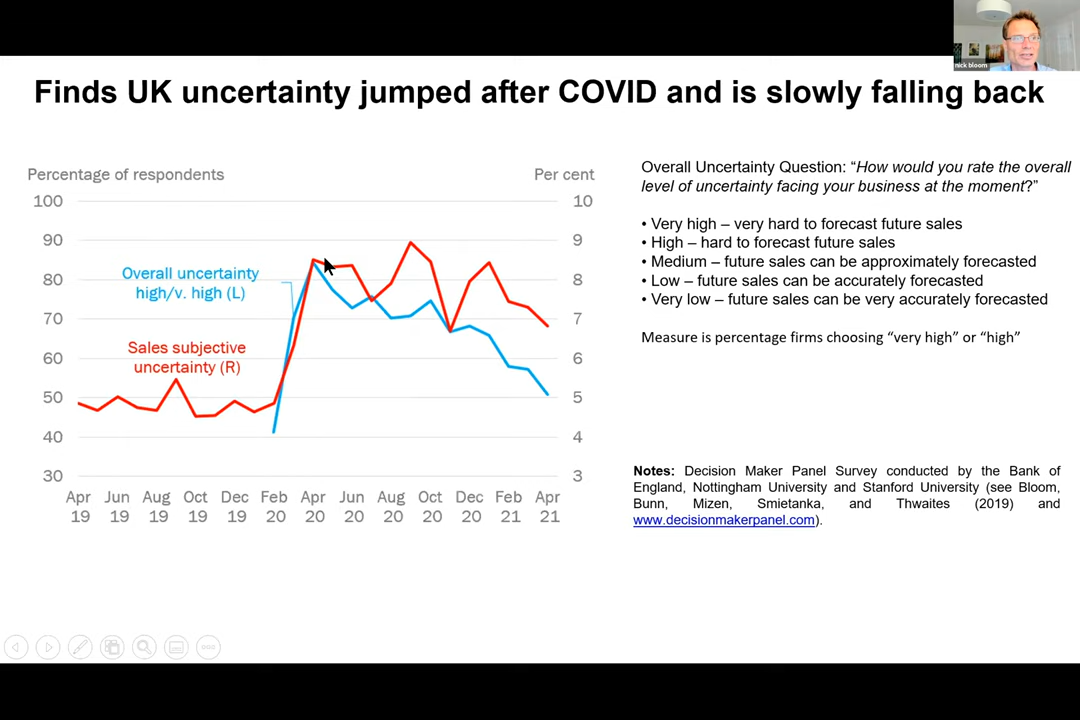 nick bloom
Finds UK uncertainty jumped after COVID and is slowly falling back
Percentage of respondents
Per cent
100
90
80
70
60
50
40
30
10
9
8
7
6
5
4
3
Overall uncertainty
high/v. high (L)
Sales subjective
uncertainty (R)
Apr Jun Aug Oct Dec Feb Apr Jun Aug Oct Dec Feb Apr
19 19 19 19 19 20 20 20 20 20 20 21 21
Overall Uncertainty Question: “How would you rate the overall
level of uncertainty facing your business at the moment?”
• Very high – very hard to forecast future sales
• High – hard to forecast future sales
• Medium – future sales can be approximately forecasted
• Low – future sales can be accurately forecasted
• Very low – future sales can be very accurately forecasted
Measure is percentage firms choosing “very high” or “high”
Notes: Decision Maker Panel Survey conducted by the Bank of
England, Nottingham University and Stanford University (see Bloom,
Bunn, Mizen, Smietanka, and Thwaites (2019) and
www.decisionmakerpanel.com).